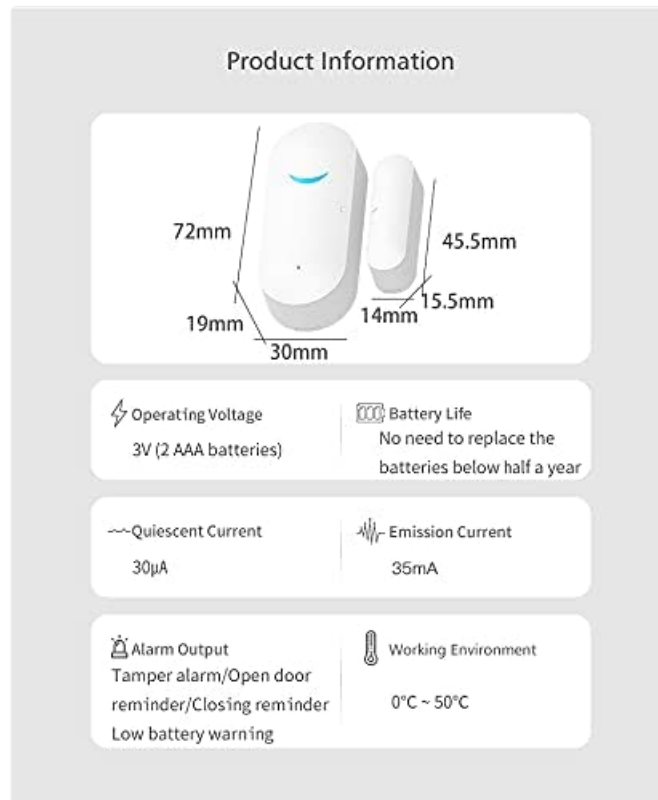 Product Information
72mm
45.5mm
15.5mm
14mm
19mm
30mm
Operating Voltage
3V (2 AAA batteries)
Battery Life
No need to replace the
batteries below half a year
Quiescent Current
30μA
Emission Current
35mA
Alarm Output
Tamper alarm/Open door
reminder/Closing reminder
Low battery warning
Working Environment
0°C ~ 50°C